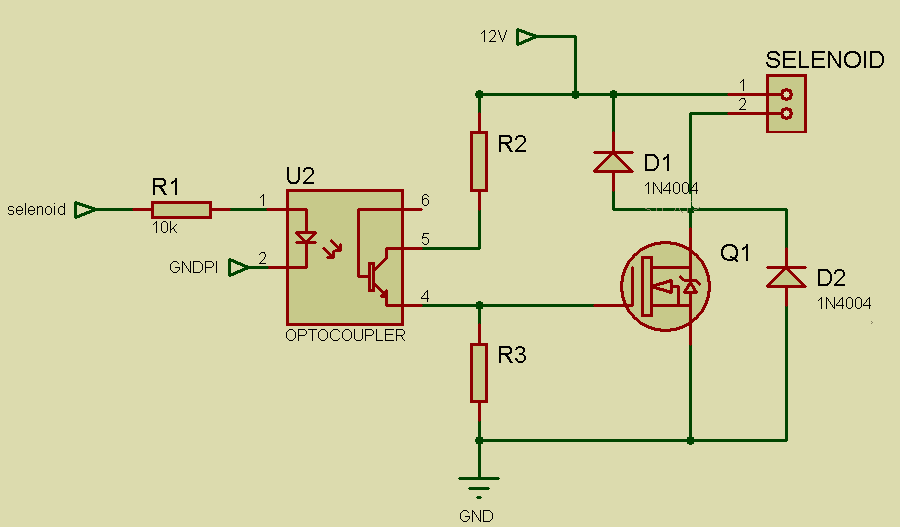 12V
SELENOID
1
2
R2
D1
1N4004
R1
10k
selenoid
U2
1
6
5
GNDPI
2
4
OPTOCOUPLER
Q1
D2
1N4004
R3
GND